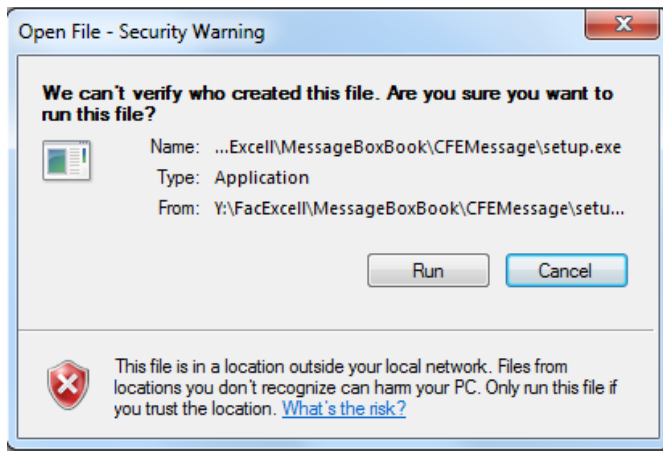 Open File - Security Warning
We can't verify who created this file. Are you sure you want to
run this file?
Name: ...Excell\MessageBoxBook\CFEMessage\setup.exe
Type: Application
From: Y:\FacExcell\MessageBoxBook\CFEMessage\setu...
Run Cancel
This file is in a location outside your local network. Files from
locations you don't recognize can harm your PC. Only run this file if
you trust the location. What's the risk?